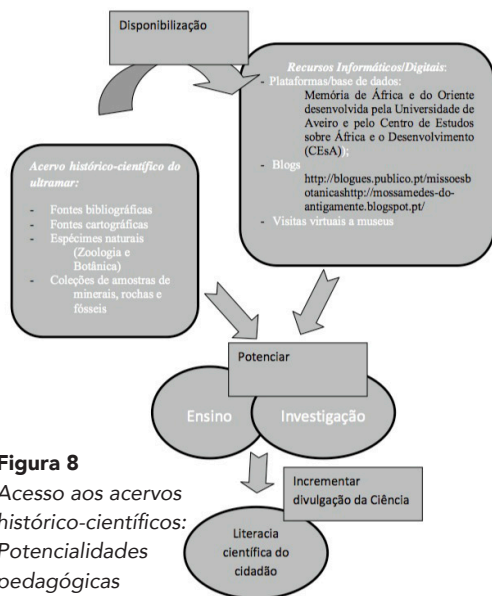 Disponibilização
Recursos Informáticos/Digitais:
- Plataformas/base de dados:
Memória de África e do Oriente
desenvolvida pela Universidade de
Aveiro e pelo Centro de Estudos
sobre África e o Desenvolvimento
(CEsA));
- Blogs
http://blogues.publico.pt/missoesb
otanicashttp://mossamedes-do-
antigamente.blogspot.pt/
- Visitas virtuais a museus
Acervo histórico-científico do
ultramar:
- Fontes bibliográficas
- Fontes cartográficas
- Espécimes naturais
(Zoologia e
Botânica)
- Coleções de amostras de
minerais, rochas e
fósseis
Potenciar
Ensino
Investigação
Incrementar
divulgação da Ciência
Literacia
científica do
cidadão
Figura 8
Acesso aos acervos
histórico-científicos:
Potencialidades
pedagógicas